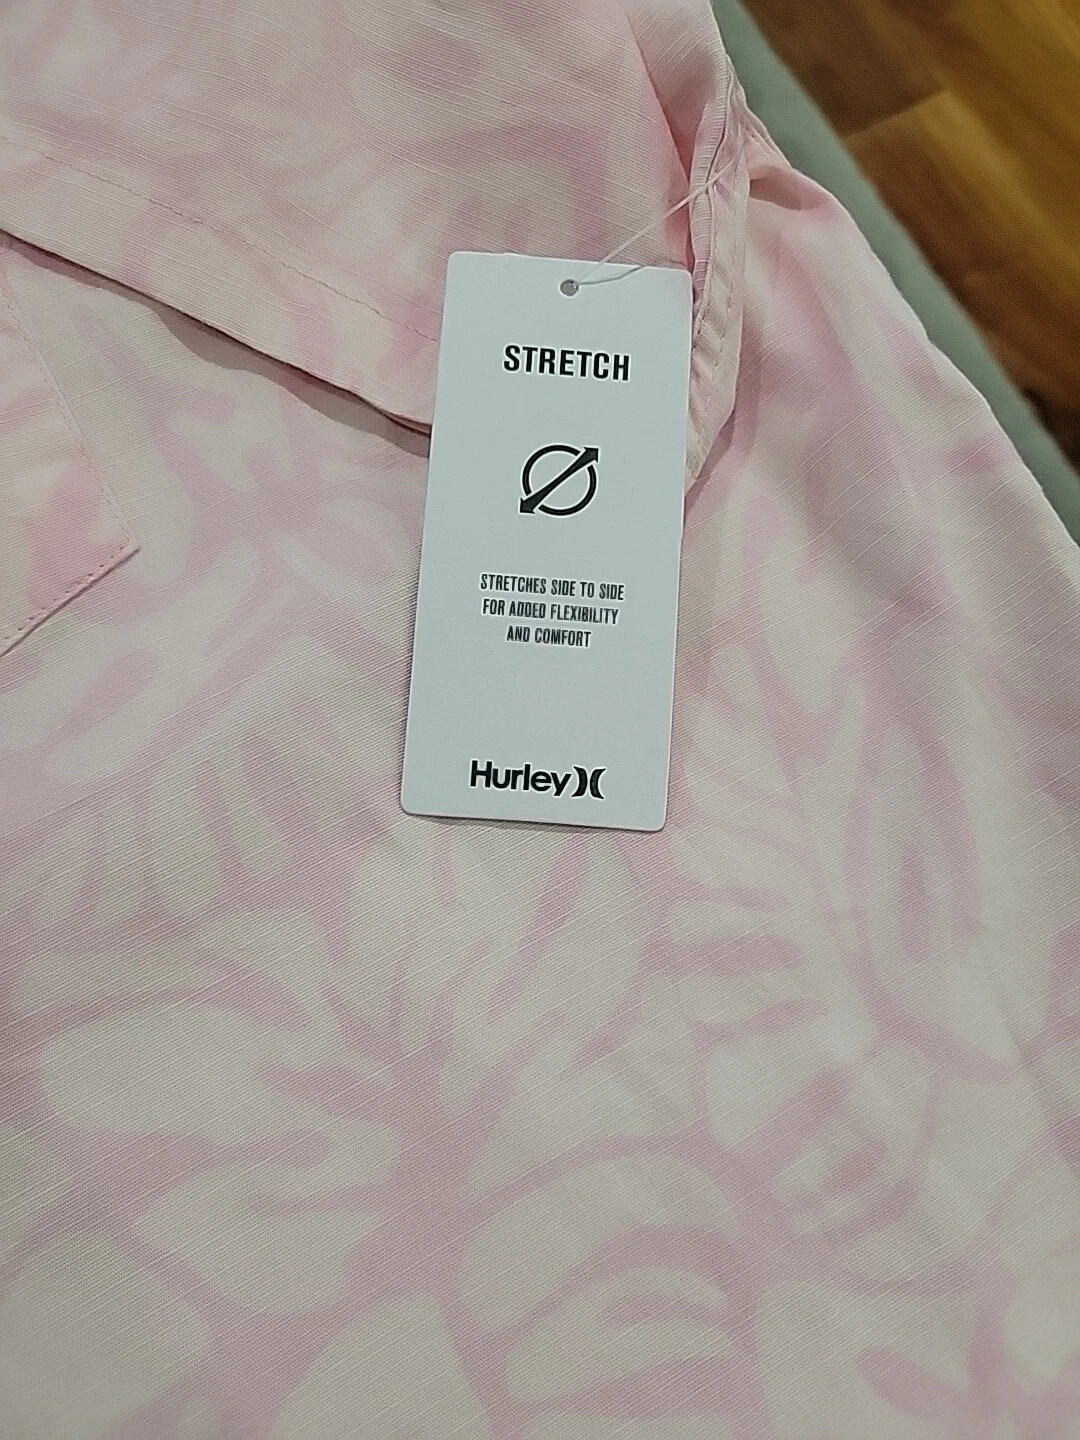 STRETCH
STRETCHES SIDE TO SIDE
FOR ADDED FLEXIBILITY
AND COMFORT
Hurley